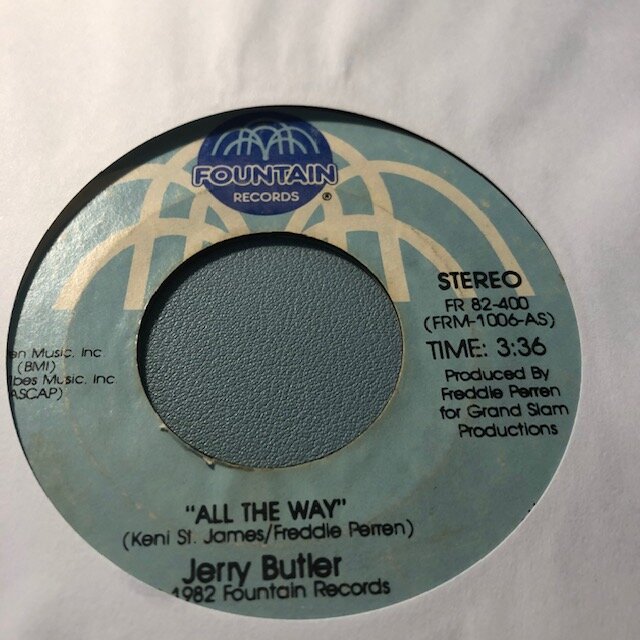 FOUNTAIN
RECORDS ®
STEREO
FR 82-400
(FRM-1006-AS)
TIME: 3:36
Produced By
Freddie Perren
for Grand Slam
Productions
Music, Inc
(BMI)
Music, Inc
"ALL THE WAY"
(Keni St. James/Freddie Perren)
Jerry Butler
1982 Fountain Records